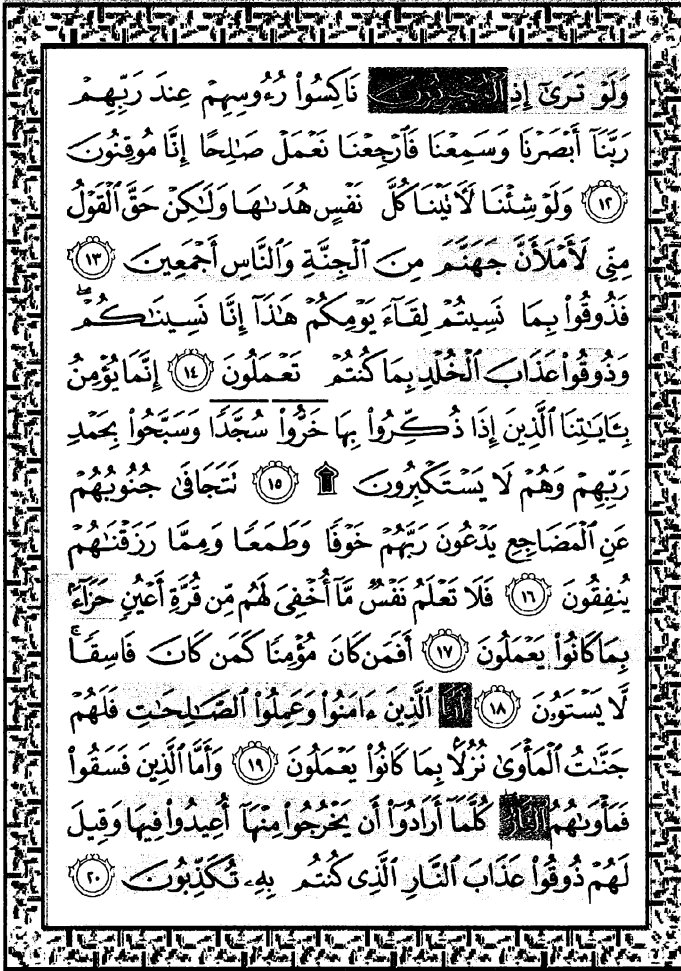 وَلَوْ تَرَىٰٓ إِذِ ٱلْمُجْرِمُونَ نَاكِسُوا۟ رُءُوسِهِمْ عِندَ رَبِّهِمْ
رَبَّنَآ أَبْصَرْنَا وَسَمِعْنَا فَٱرْجِعْنَا نَعْمَلْ صَٰلِحًا إِنَّا مُوقِنُونَ
١٢ وَلَوْ شِئْنَا لَءَاتَيْنَا كُلَّ نَفْسٍ هُدَىٰهَا وَلَٰكِنْ حَقَّ ٱلْقَوْلُ
مِنِّى لَأَمْلَأَنَّ جَهَنَّمَ مِنَ ٱلْجِنَّةِ وَٱلنَّاسِ أَجْمَعِينَ ١٣
فَذُوقُوا۟ بِمَا نَسِيتُمْ لِقَآءَ يَوْمِكُمْ هَٰذَآ إِنَّا نَسِينَٰكُمْ ۖ
وَذُوقُوا۟ عَذَابَ ٱلْخُلْدِ بِمَا كُنتُمْ تَعْمَلُونَ ١٤ إِنَّمَا يُؤْمِنُ
بِـَٔايَٰتِنَا ٱلَّذِينَ إِذَا ذُكِّرُوا۟ بِهَا خَرُّوا۟ سُجَّدًا وَسَبَّحُوا۟ بِحَمْدِ
رَبِّهِمْ وَهُمْ لَا يَسْتَكْبِرُونَ ۩ ١٥ تَتَجَافَىٰ جُنُوبُهُمْ
عَنِ ٱلْمَضَاجِعِ يَدْعُونَ رَبَّهُمْ خَوْفًا وَطَمَعًا وَمِمَّا رَزَقْنَٰهُمْ
يُنفِقُونَ ١٦ فَلَا تَعْلَمُ نَفْسٌ مَّآ أُخْفِىَ لَهُم مِّن قُرَّةِ أَعْيُنٍ جَزَآءًۢ
بِمَا كَانُوا۟ يَعْمَلُونَ ١٧ أَفَمَن كَانَ مُؤْمِنًا كَمَن كَانَ فَاسِقًا ۚ
لَّا يَسْتَوُۥنَ ١٨ أَمَّا ٱلَّذِينَ ءَامَنُوا۟ وَعَمِلُوا۟ ٱلصَّٰلِحَٰتِ فَلَهُمْ
جَنَّٰتُ ٱلْمَأْوَىٰ نُزُلًۢا بِمَا كَانُوا۟ يَعْمَلُونَ ١٩ وَأَمَّا ٱلَّذِينَ فَسَقُوا۟
فَمَأْوَىٰهُمُ ٱلنَّارُ ۖ كُلَّمَآ أَرَادُوٓا۟ أَن يَخْرُجُوا۟ مِنْهَآ أُعِيدُوا۟ فِيهَا وَقِيلَ
لَهُمْ ذُوقُوا۟ عَذَابَ ٱلنَّارِ ٱلَّذِى كُنتُم بِهِۦ تُكَذِّبُونَ ٢٠